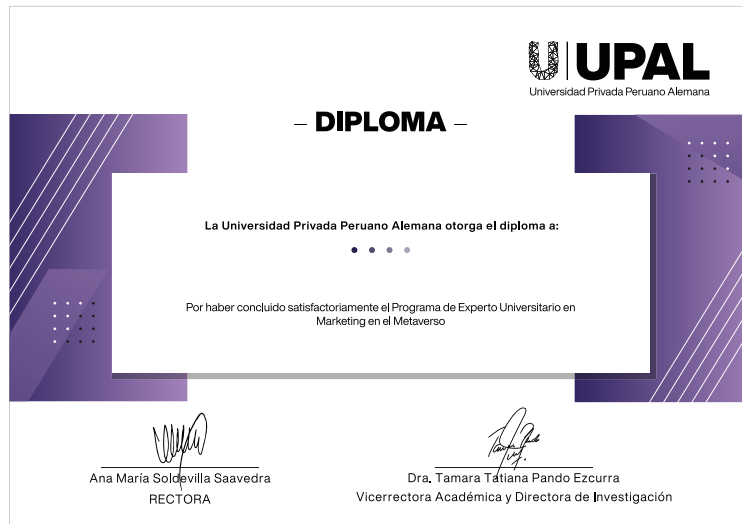 UPAL
Universidad Privada Peruano Alemana
– DIPLOMA –
La Universidad Privada Peruano Alemana otorga el diploma a:
Por haber concluido satisfactoriamente el Programa de Experto Universitario en
Marketing en el Metaverso
Ana María Soldevilla Saavedra
RECTORA
Dra. Tamara Tatiana Pando Ezcurra
Vicerrectora Académica y Directora de Investigación